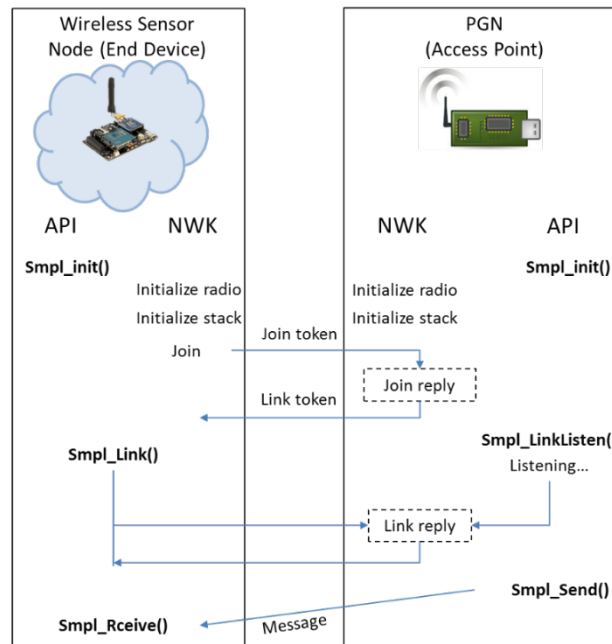 Wireless Sensor
Node (End Device)
PGN
(Access Point)
API
NWK
NWK
API
Smpl_init()
Smpl_init()
Initialize radio
Initialize radio
Initialize stack
Initialize stack
Join token
Join
Join reply
Link token
Smpl_Link()
Smpl_LinkListen(
Listening...
Link reply
Smpl_Send()
Message
Smpl_Rceive()